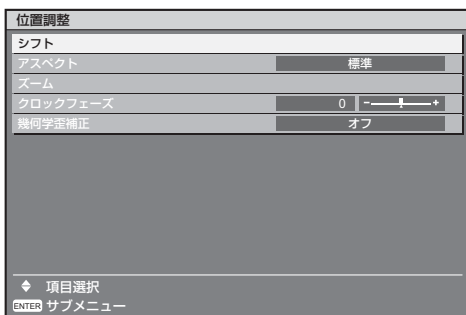 位置調整
シフト
アスペクト 標準
ズーム
クロックフェーズ 0 - +
幾何学歪補正 オフ
項目選択
ENTER サブメニュー